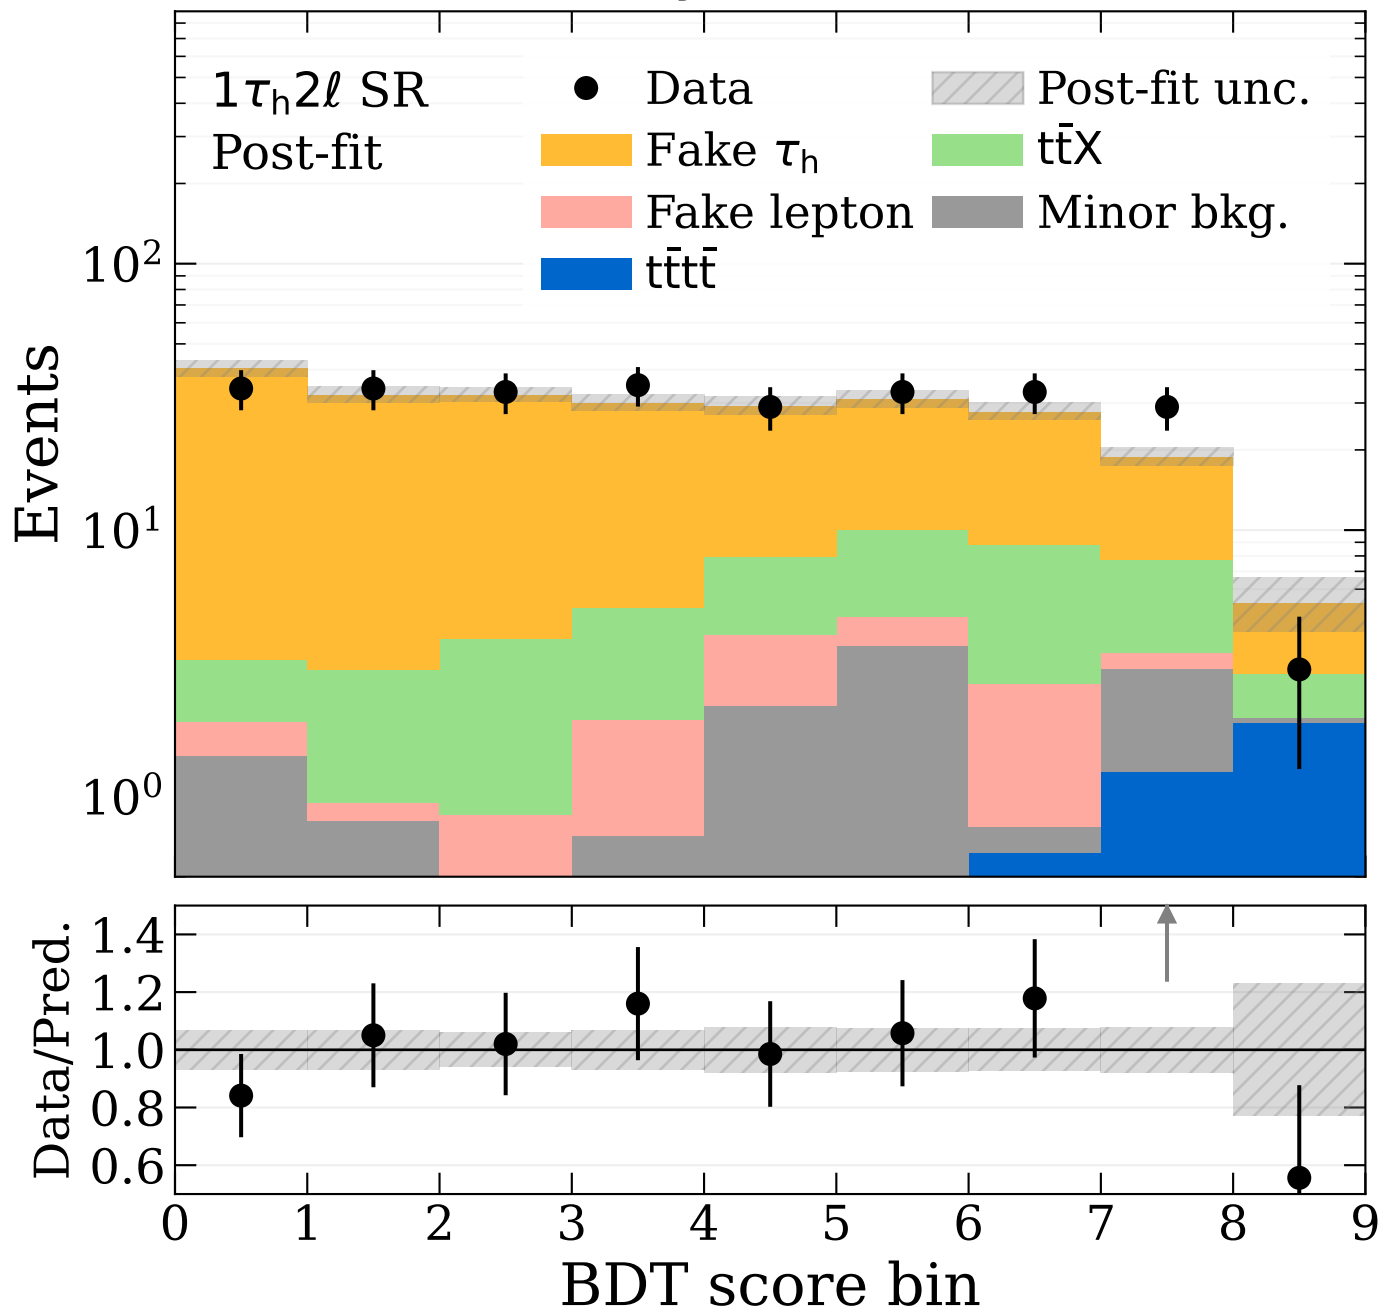 1τₕ2ℓ SR
Post-fit
Data
Fake τₕ
Fake lepton
tt̄tt̄
Post-fit unc.
tt̄X
Minor bkg.
Events
10²
10¹
10⁰
Data/Pred.
1.4
1.2
1.0
0.8
0.6
0 1 2 3 4 5 6 7 8 9
BDT score bin